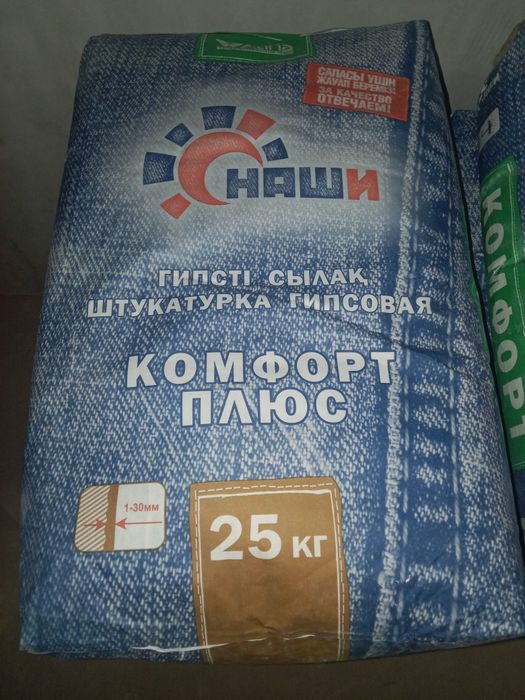 САПАСЫ ҮШІН
ЖАУАП БЕРЕМІЗ!
ЗА КАЧЕСТВО
ОТВЕЧАЕМ!
НАШИ
ГИПСТІ СЫЛАҚ
ШТУКАТУРКА ГИПСОВАЯ
КОМФОРТ
ПЛЮС
1-30мм
25 КГ
КОМФОРТ